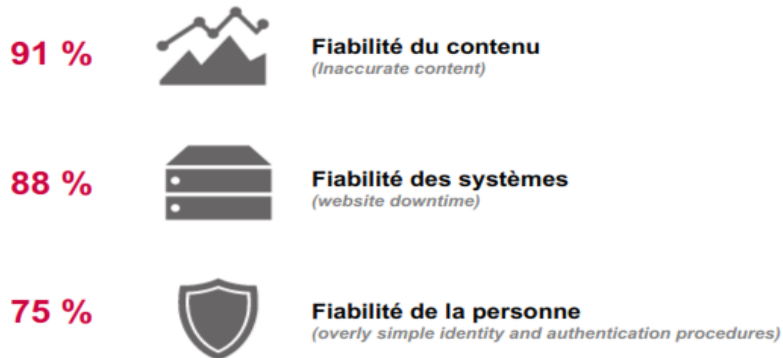 91 %
Fiabilité du contenu
(Inaccurate content)
88 %
Fiabilité des systèmes
(website downtime)
75 %
Fiabilité de la personne
(overly simple identity and authentication procedures)